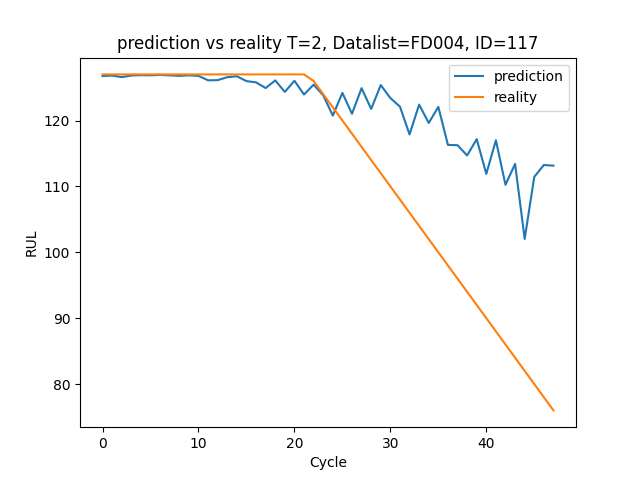 prediction vs reality T=2, Datalist=FD004, ID=117
prediction
reality
RUL
120
110
100
90
80
0 10 20 30 40
Cycle